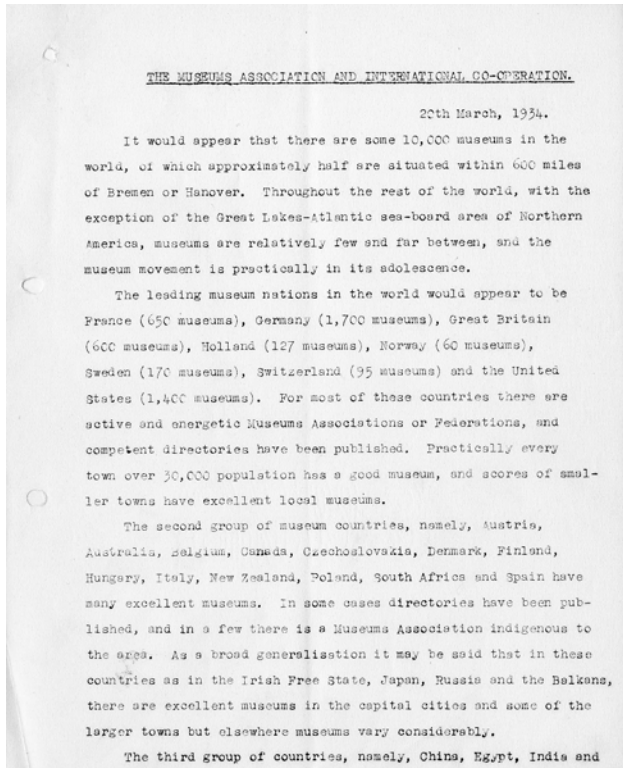 THE MUSEUMS ASSOCIATION AND INTERNATIONAL CO-OPERATION.
20th March, 1934.
It would appear that there are some 10,000 museums in the
world, of which approximately half are situated within 600 miles
of Bremen or Hanover. Throughout the rest of the world, with the
exception of the Great Lakes-Atlantic sea-board area of Northern
America, museums are relatively few and far between, and the
museum movement is practically in its adolescence.
The leading museum nations in the world would appear to be
France (650 museums), Germany (1,700 museums), Great Britain
(600 museums), Holland (127 museums), Norway (60 museums),
Sweden (170 museums), Switzerland (95 museums) and the United
States (1,400 museums). For most of these countries there are
active and energetic Museums Associations or Federations, and
competent directories have been published. Practically every
town over 30,000 population has a good museum, and scores of smal-
ler towns have excellent local museums.
The second group of museum countries, namely, Austria,
Australia, Belgium, Canada, Czechoslovakia, Denmark, Finland,
Hungary, Italy, New Zealand, Poland, South Africa and Spain have
many excellent museums. In some cases directories have been pub-
lished, and in a few there is a Museums Association indigenous to
the area. As a broad generalisation it may be said that in these
countries as in the Irish Free State, Japan, Russia and the Balkans,
there are excellent museums in the capital cities and some of the
larger towns but elsewhere museums vary considerably.
The third group of countries, namely, China, Egypt, India and